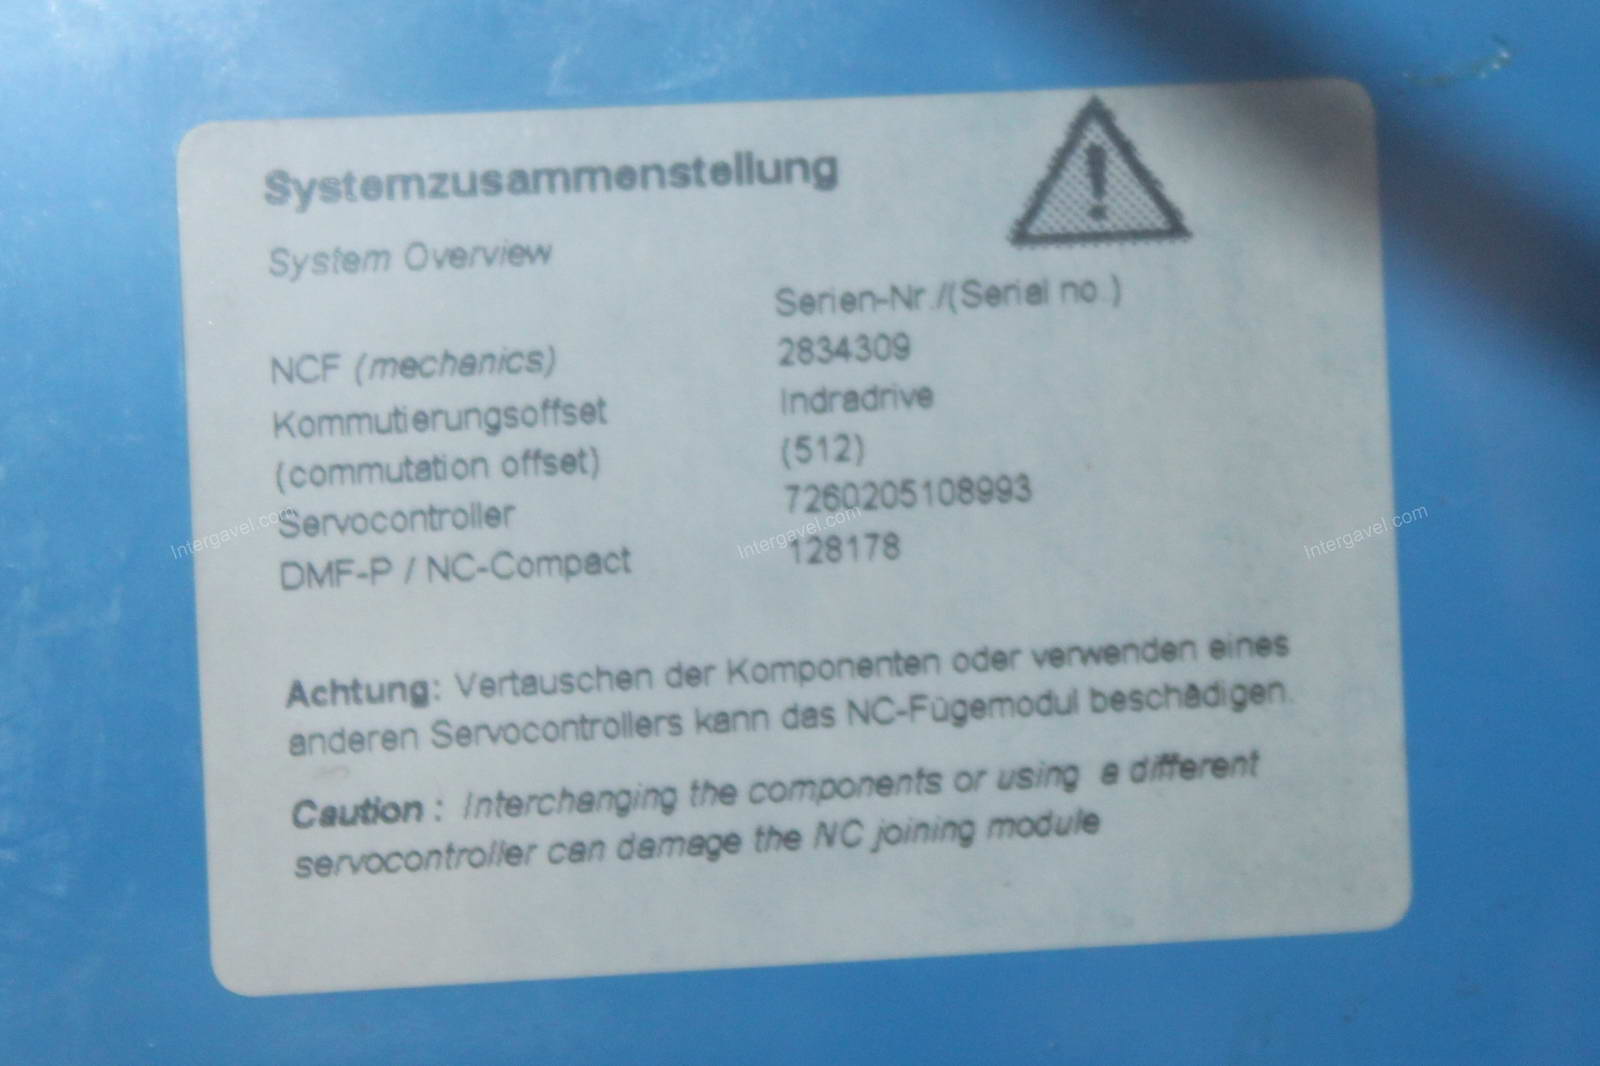 Systemzusammenstellung
System Overview
Serien-Nr./(Serial no.)
NCF (mechanics) 2834309
Kommutierungsoffset Indradrive
(commutation offset) (512)
Servocontroller 7260205108993
DMF-P / NC-Compact 128178
Achtung: Vertauschen der Komponenten oder verwenden eines
anderen Servocontrollers kann das NC-Fügemodul beschädigen.
Caution : Interchanging the components or using a different
servocontroller can damage the NC joining module
Intergavel.com Intergavel.com Intergavel.com